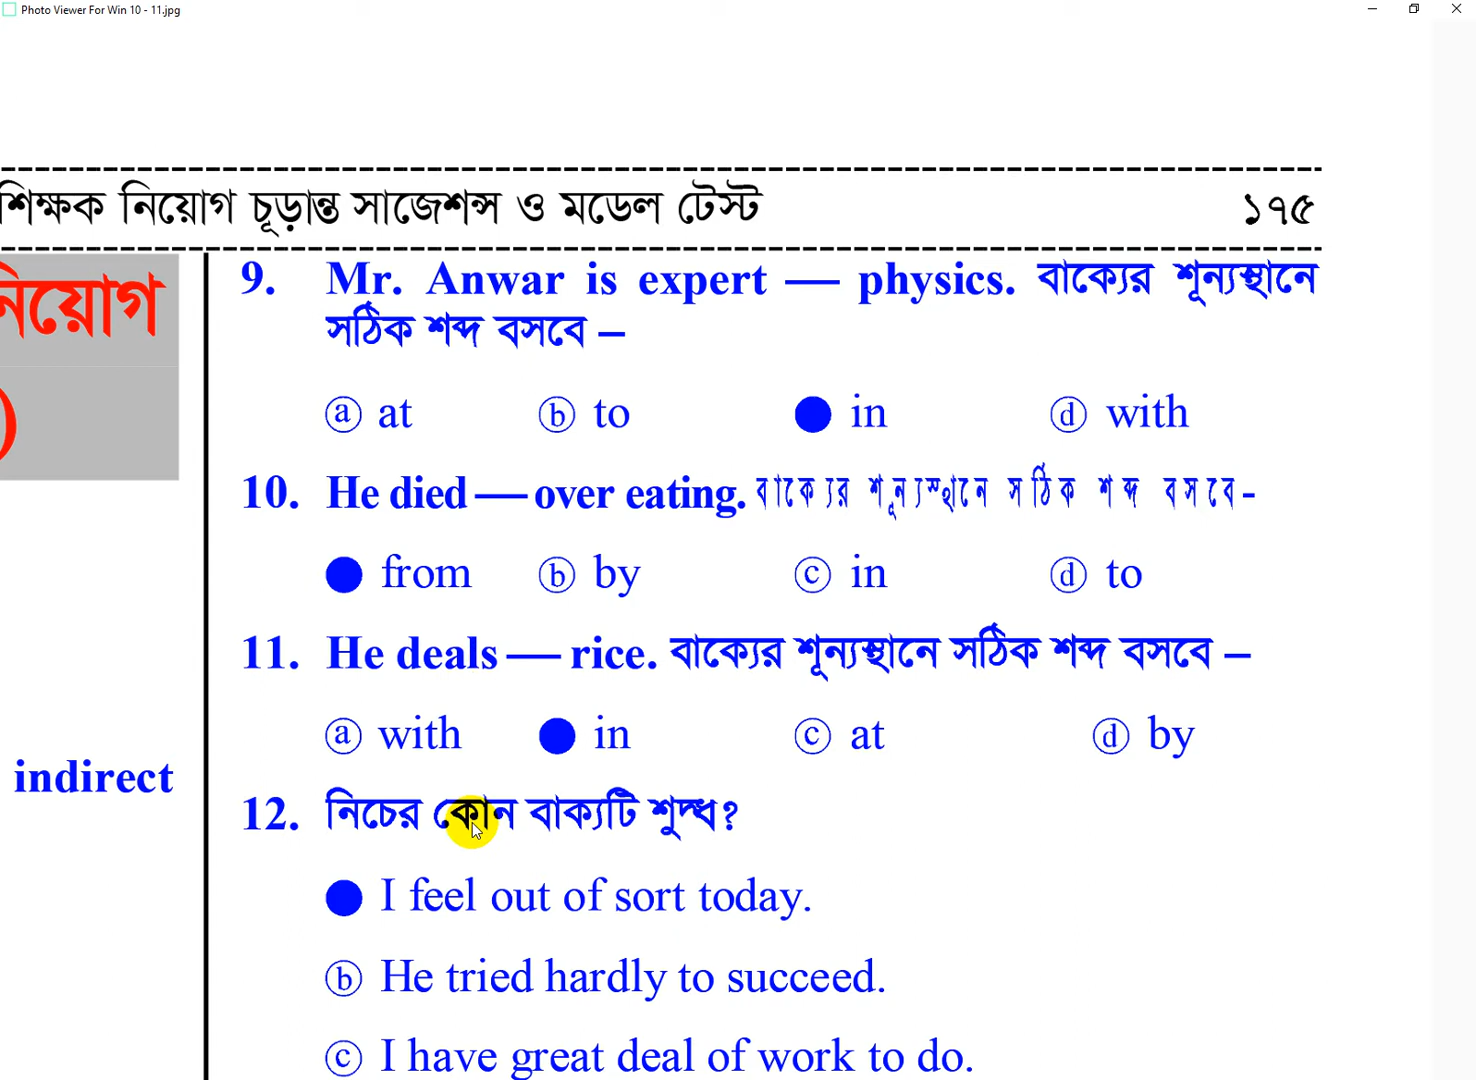 Photo Viewer For Win 10 - 11.jpg
শিক্ষক নিয়োগ চূড়ান্ত সাজেশন্স ও মডেল টেস্ট ১৭৫
নিয়োগ
)
indirect
9. Mr. Anwar is expert — physics. বাক্যের শূন্যস্থানে
সঠিক শব্দ বসবে –
ⓐ at ⓑ to ● in ⓓ with
10. He died — over eating. বাক্যের শূন্যস্থানে সঠিক শব্দ বসবে-
● from ⓑ by ⓒ in ⓓ to
11. He deals — rice. বাক্যের শূন্যস্থানে সঠিক শব্দ বসবে –
ⓐ with ● in ⓒ at ⓓ by
12. নিচের কোন বাক্যটি শুদ্ধ?
● I feel out of sort today.
ⓑ He tried hardly to succeed.
ⓒ I have great deal of work to do.